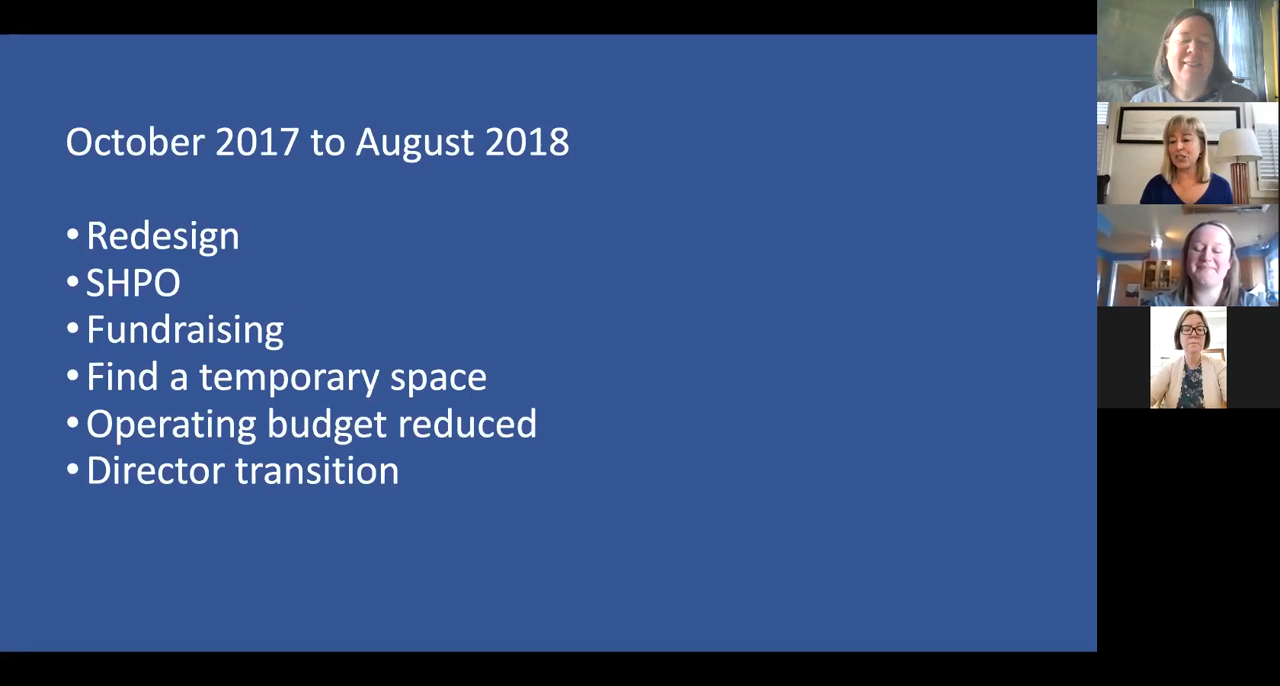 October 2017 to August 2018
• Redesign
• SHPO
• Fundraising
• Find a temporary space
• Operating budget reduced
• Director transition